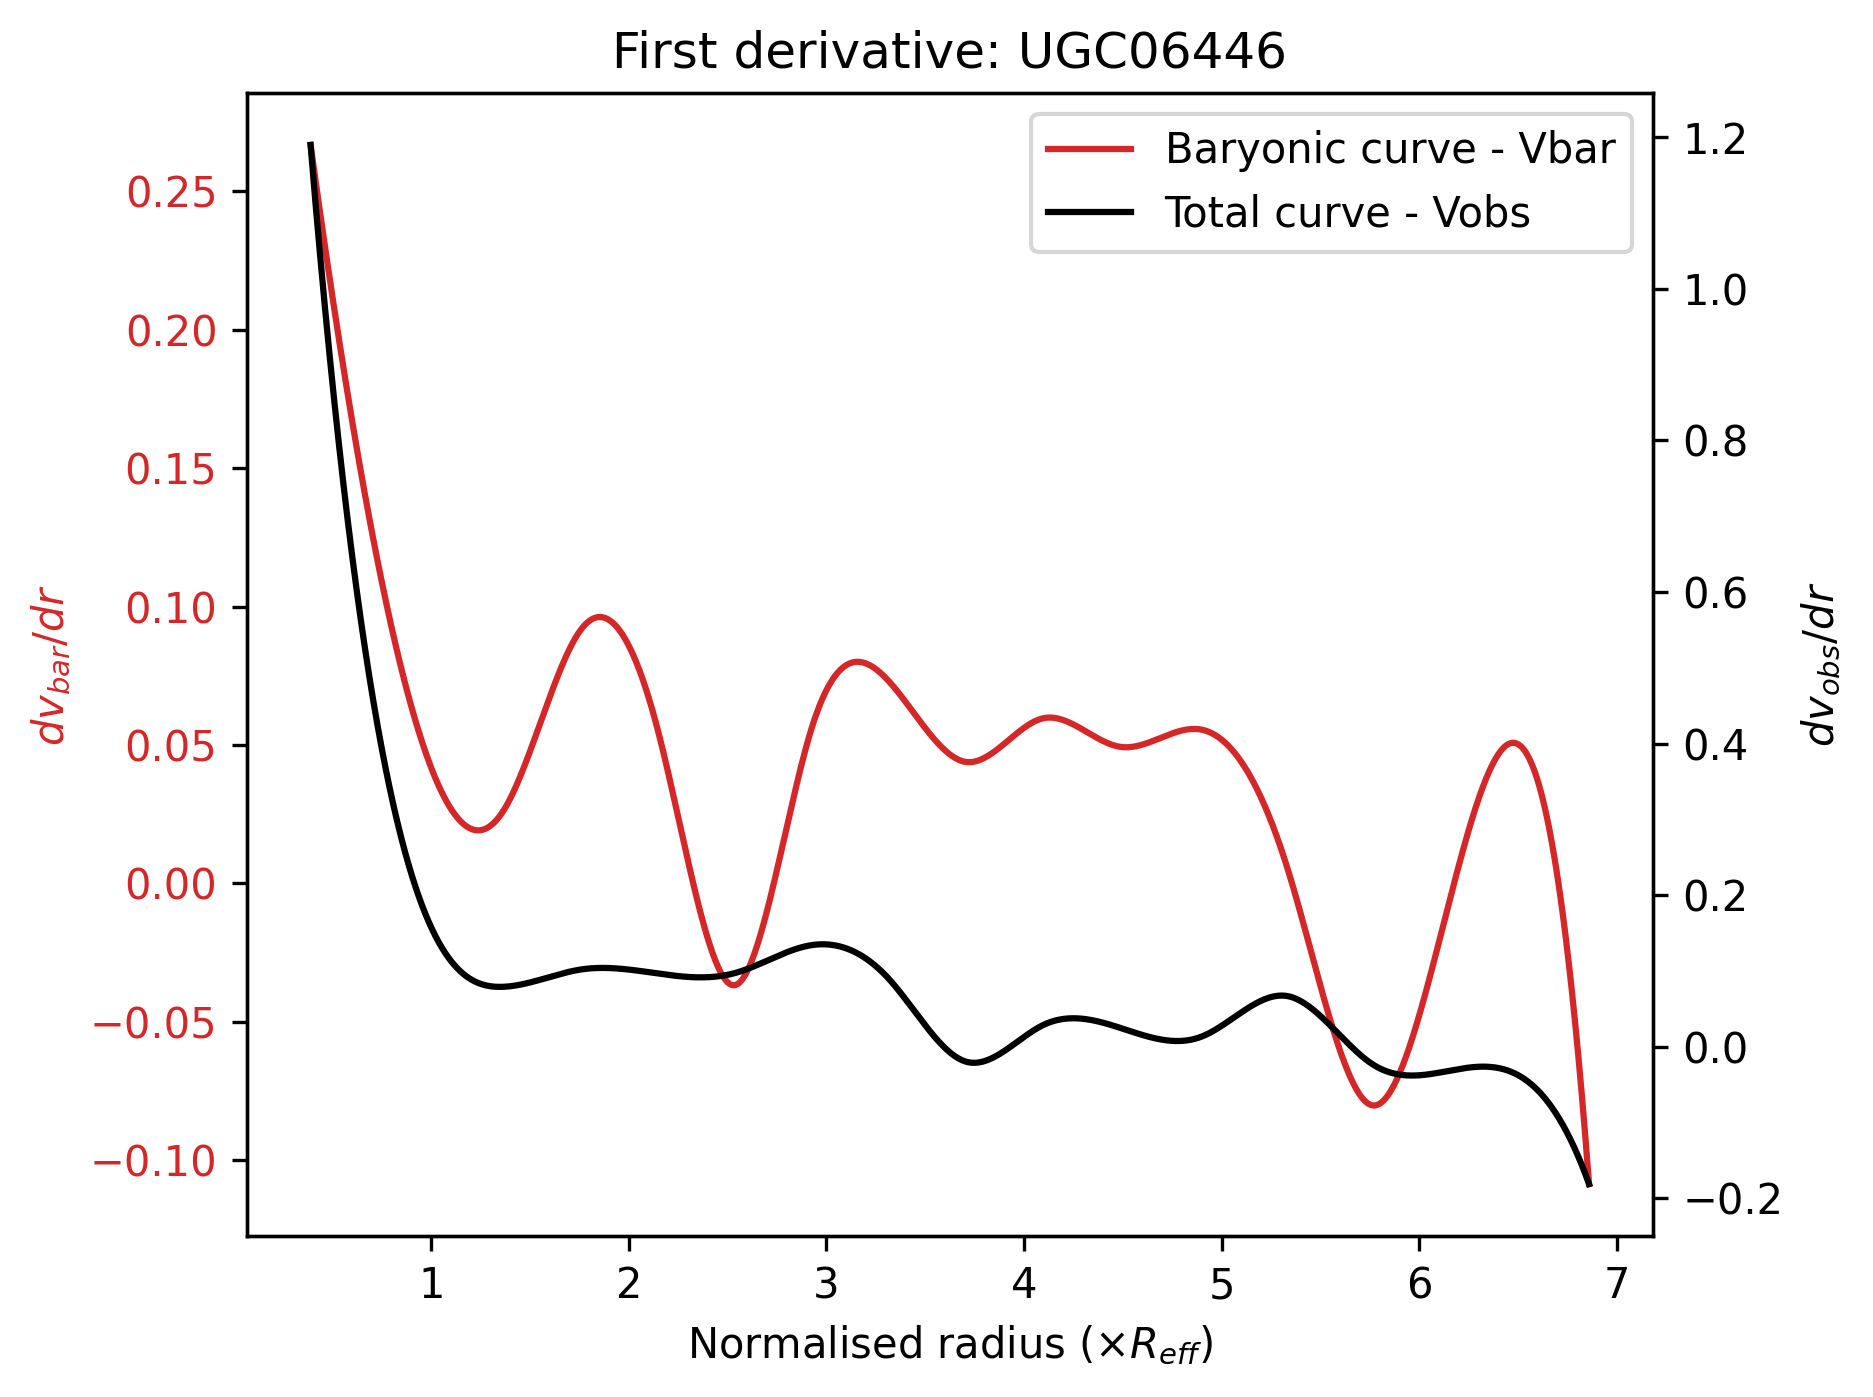 First derivative: UGC06446
Baryonic curve - Vbar
Total curve - Vobs
0.25
0.20
0.15
0.10
0.05
0.00
−0.05
−0.10
dv_bar/dr
1.2
1.0
0.8
0.6
0.4
0.2
0.0
−0.2
dv_obs/dr
1 2 3 4 5 6 7
Normalised radius (×R_eff)